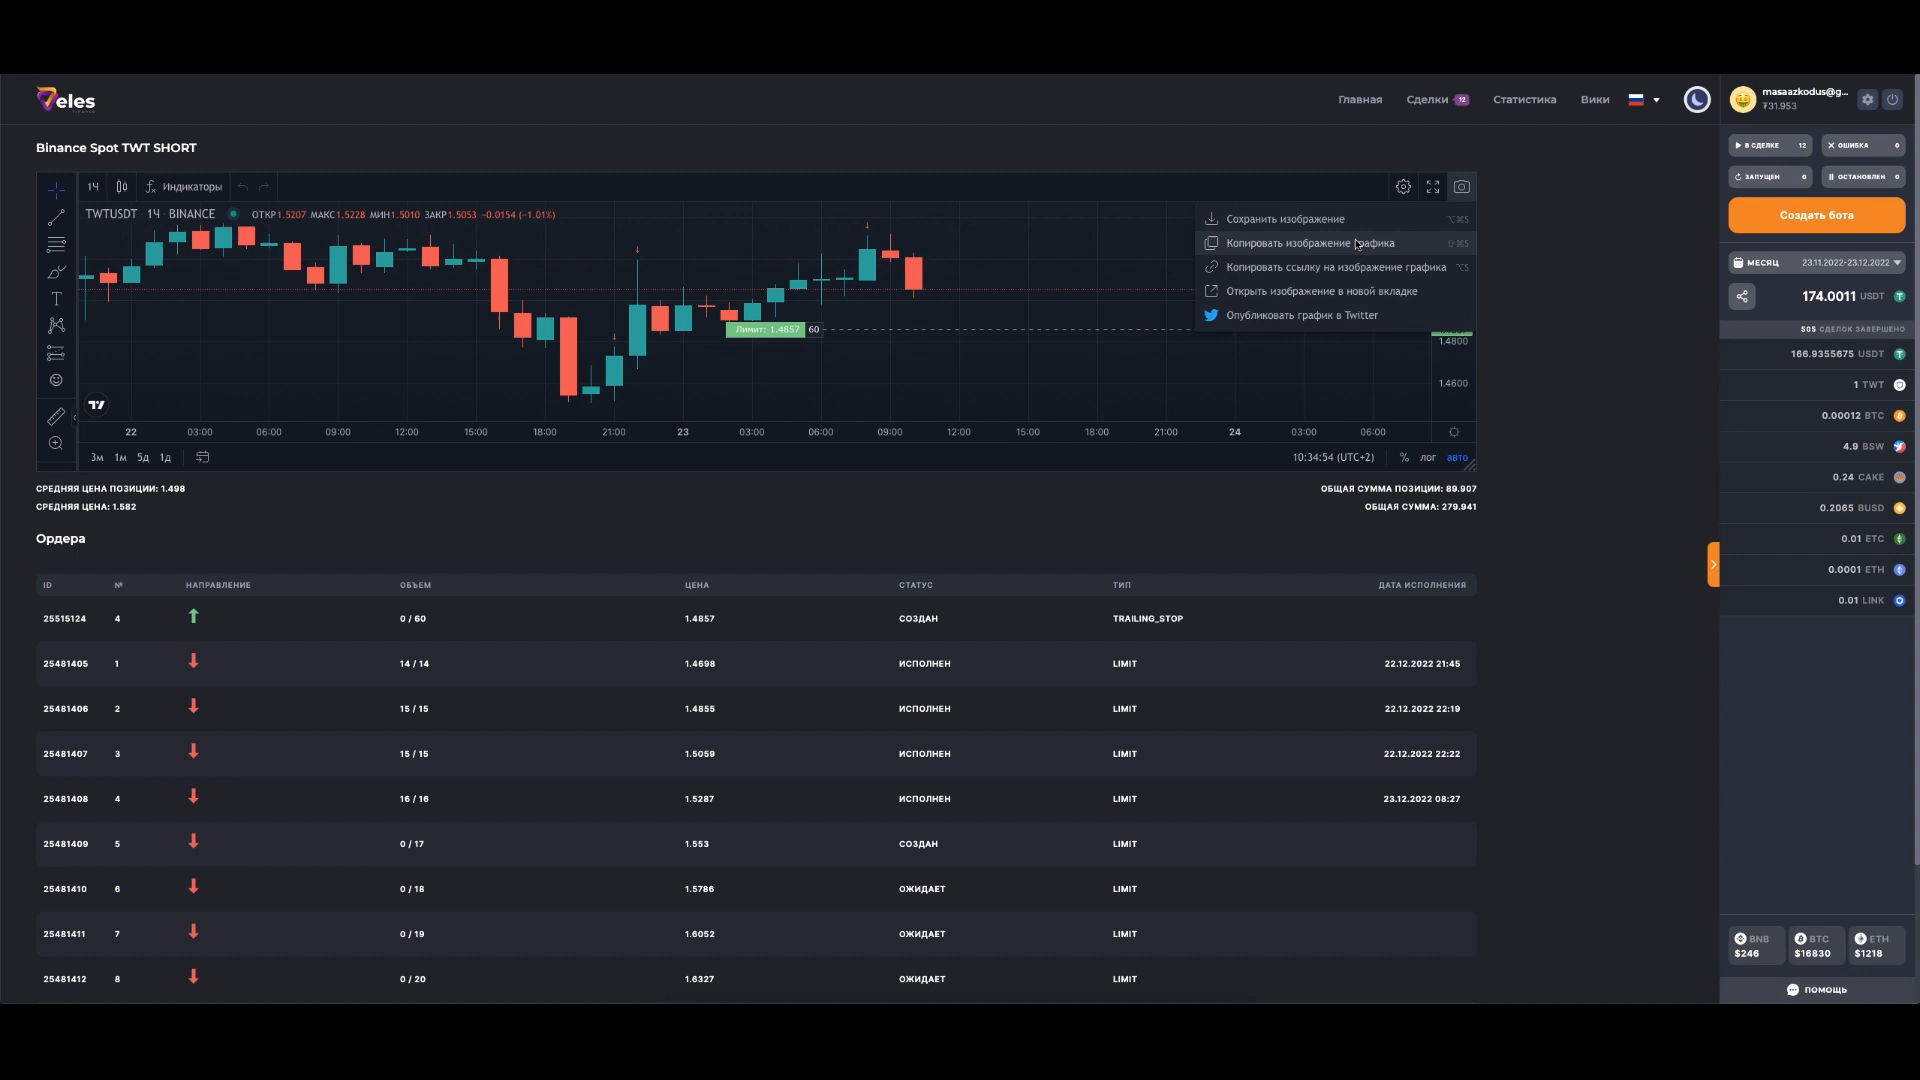 Veles
Главная
Сделки 12
Статистика
Вики
masaazkodus@g...
₮31.953
Binance Spot TWT SHORT
В СДЕЛКЕ 12
ОШИБКА 0
ЗАПУЩЕН 0
ОСТАНОВЛЕН 0
Создать бота
1Ч
Индикаторы
TWTUSDT · 1Ч · BINANCE
ОТКР1.5207 МАКС1.5228 МИН1.5010 ЗАКР1.5053 -0.0154 (-1.01%)
Сохранить изображение ⌥⌘S
Копировать изображение графика ⇧⌘S
Копировать ссылку на изображение графика ⌥S
Открыть изображение в новой вкладке
Опубликовать график в Twitter
Лимит: 1.4857 60
1.4800
1.4600
22 03:00 06:00 09:00 12:00 15:00 18:00 21:00 23 03:00 06:00 09:00 12:00 15:00 18:00 21:00 24 03:00 06:00
3м 1м 5д 1д
10:34:54 (UTC+2) % лог авто
СРЕДНЯЯ ЦЕНА ПОЗИЦИИ: 1.498
ОБЩАЯ СУММА ПОЗИЦИИ: 89.907
СРЕДНЯЯ ЦЕНА: 1.582
ОБЩАЯ СУММА: 279.941
Ордера
ID № НАПРАВЛЕНИЕ ОБЪЕМ ЦЕНА СТАТУС ТИП ДАТА ИСПОЛНЕНИЯ
25515124 4 0 / 60 1.4857 СОЗДАН TRAILING_STOP
25481405 1 14 / 14 1.4698 ИСПОЛНЕН LIMIT 22.12.2022 21:45
25481406 2 15 / 15 1.4855 ИСПОЛНЕН LIMIT 22.12.2022 22:19
25481407 3 15 / 15 1.5059 ИСПОЛНЕН LIMIT 22.12.2022 22:22
25481408 4 16 / 16 1.5287 ИСПОЛНЕН LIMIT 23.12.2022 08:27
25481409 5 0 / 17 1.553 СОЗДАН LIMIT
25481410 6 0 / 18 1.5786 ОЖИДАЕТ LIMIT
25481411 7 0 / 19 1.6052 ОЖИДАЕТ LIMIT
25481412 8 0 / 20 1.6327 ОЖИДАЕТ LIMIT
МЕСЯЦ 23.11.2022-23.12.2022
174.0011 USDT
505 СДЕЛОК ЗАВЕРШЕНО
166.9355675 USDT
1 TWT
0.00012 BTC
4.9 BSW
0.24 CAKE
0.2065 BUSD
0.01 ETC
0.0001 ETH
0.01 LINK
BNB
$246
BTC
$16830
ETH
$1218
ПОМОЩЬ